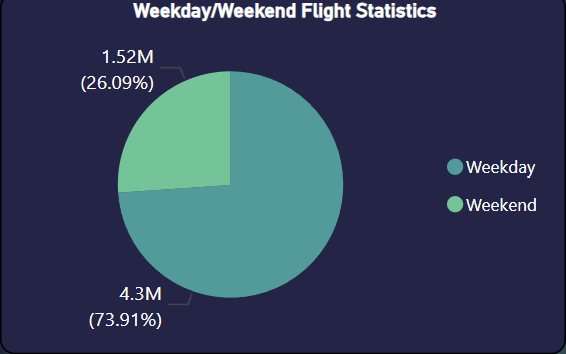 Weekday/Weekend Flight Statistics
1.52M
(26.09%)
Weekday
Weekend
4.3M
(73.91%)